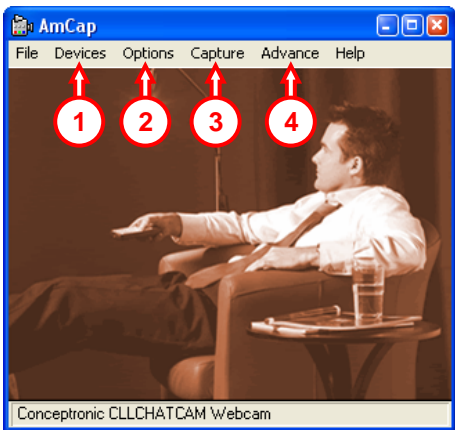 AmCap
File Devices Options Capture Advance Help
1 2 3 4
Conceptronic CLLCHATCAM Webcam